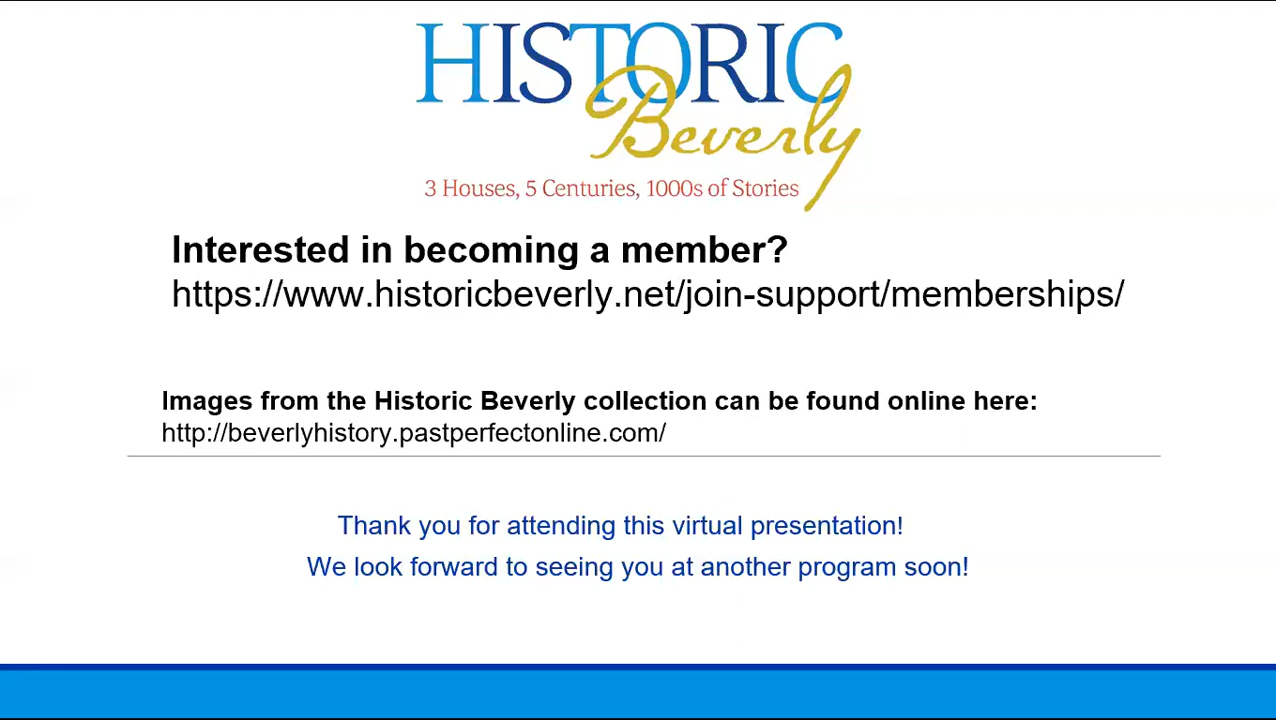 HISTORIC
Beverly
3 Houses, 5 Centuries, 1000s of Stories
Interested in becoming a member?
https://www.historicbeverly.net/join-support/memberships/
Images from the Historic Beverly collection can be found online here:
http://beverlyhistory.pastperfectonline.com/
Thank you for attending this virtual presentation!
We look forward to seeing you at another program soon!